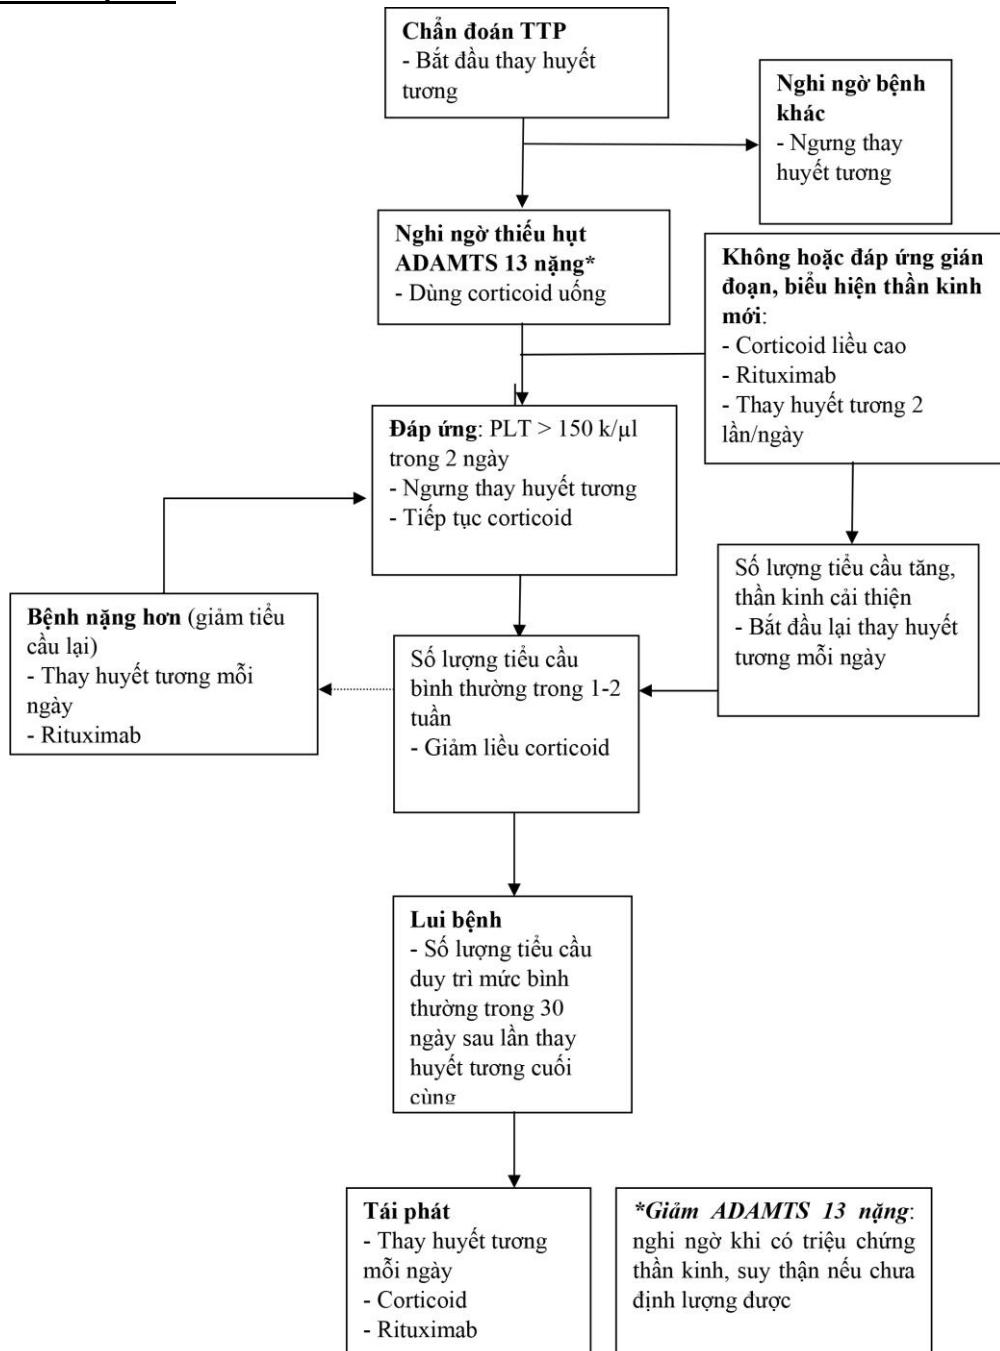 Chẩn đoán TTP
- Bắt đầu thay huyết
tương
Nghi ngờ bệnh
khác
- Ngưng thay
huyết tương
Nghi ngờ thiếu hụt
ADAMTS 13 nặng*
- Dùng corticoid uống
Không hoặc đáp ứng gián
đoạn, biểu hiện thần kinh
mới:
- Corticoid liều cao
- Rituximab
- Thay huyết tương 2
lần/ngày
Đáp ứng: PLT > 150 k/μl
trong 2 ngày
- Ngưng thay huyết tương
- Tiếp tục corticoid
Số lượng tiểu cầu tăng,
thần kinh cải thiện
- Bắt đầu lại thay huyết
tương mỗi ngày
Bệnh nặng hơn (giảm tiểu
cầu lại)
- Thay huyết tương mỗi
ngày
- Rituximab
Số lượng tiểu cầu
bình thường trong 1-2
tuần
- Giảm liều corticoid
Lui bệnh
- Số lượng tiểu cầu
duy trì mức bình
thường trong 30
ngày sau lần thay
huyết tương cuối
cùng
Tái phát
- Thay huyết tương
mỗi ngày
- Corticoid
- Rituximab
*Giảm ADAMTS 13 nặng:
nghi ngờ khi có triệu chứng
thần kinh, suy thận nếu chưa
định lượng được